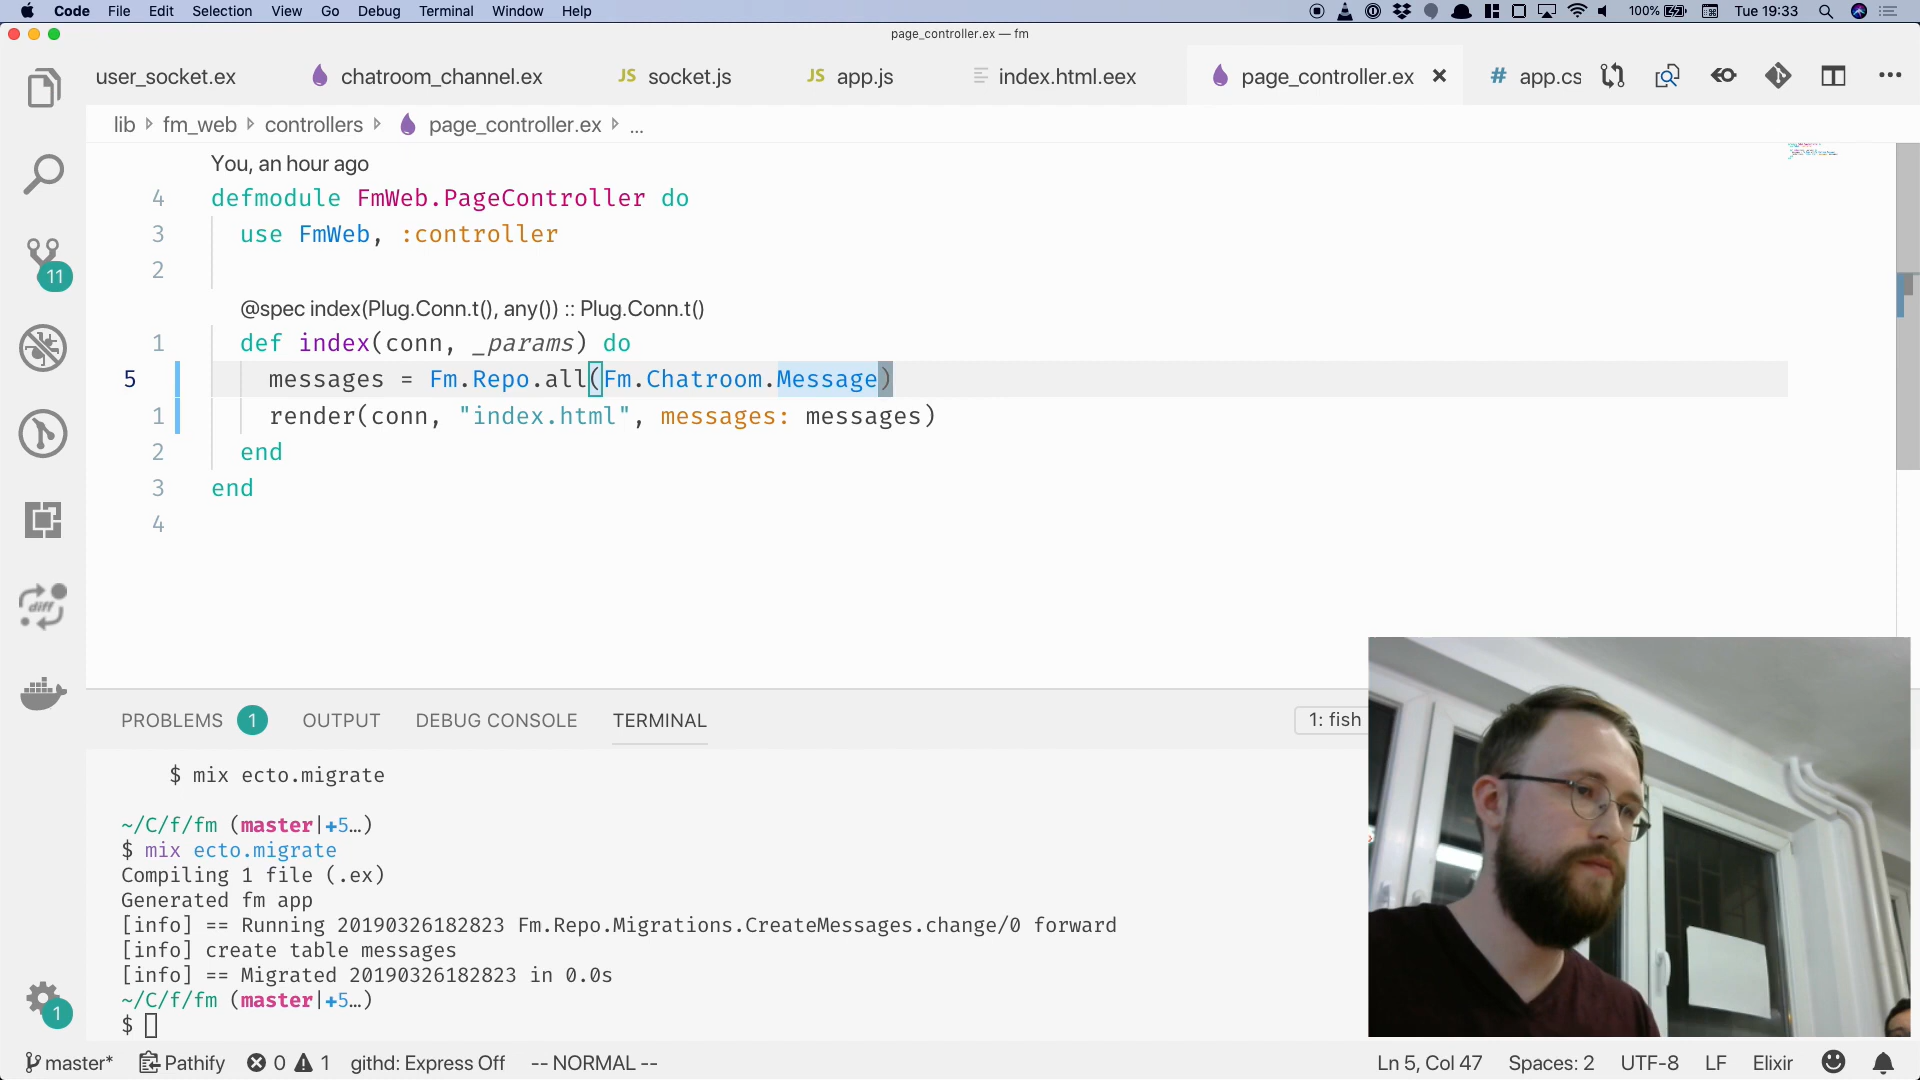 Code File Edit Selection View Go Debug Terminal Window Help 100% Tue 19:33
page_controller.ex — fm
user_socket.ex chatroom_channel.ex JS socket.js JS app.js index.html.eex page_controller.ex # app.cs
lib fm_web controllers page_controller.ex ...
You, an hour ago
4 defmodule FmWeb.PageController do
3 use FmWeb, :controller
2
@spec index(Plug.Conn.t(), any()) :: Plug.Conn.t()
1 def index(conn, _params) do
5 messages = Fm.Repo.all(Fm.Chatroom.Message)
1 render(conn, "index.html", messages: messages)
2 end
3 end
4
11
diff
1
PROBLEMS 1 OUTPUT DEBUG CONSOLE TERMINAL 1: fish
$ mix ecto.migrate
~/C/f/fm (master|+5…)
$ mix ecto.migrate
Compiling 1 file (.ex)
Generated fm app
[info] == Running 20190326182823 Fm.Repo.Migrations.CreateMessages.change/0 forward
[info] create table messages
[info] == Migrated 20190326182823 in 0.0s
~/C/f/fm (master|+5…)
$
master* Pathify 0 1 githd: Express Off -- NORMAL -- Ln 5, Col 47 Spaces: 2 UTF-8 LF Elixir